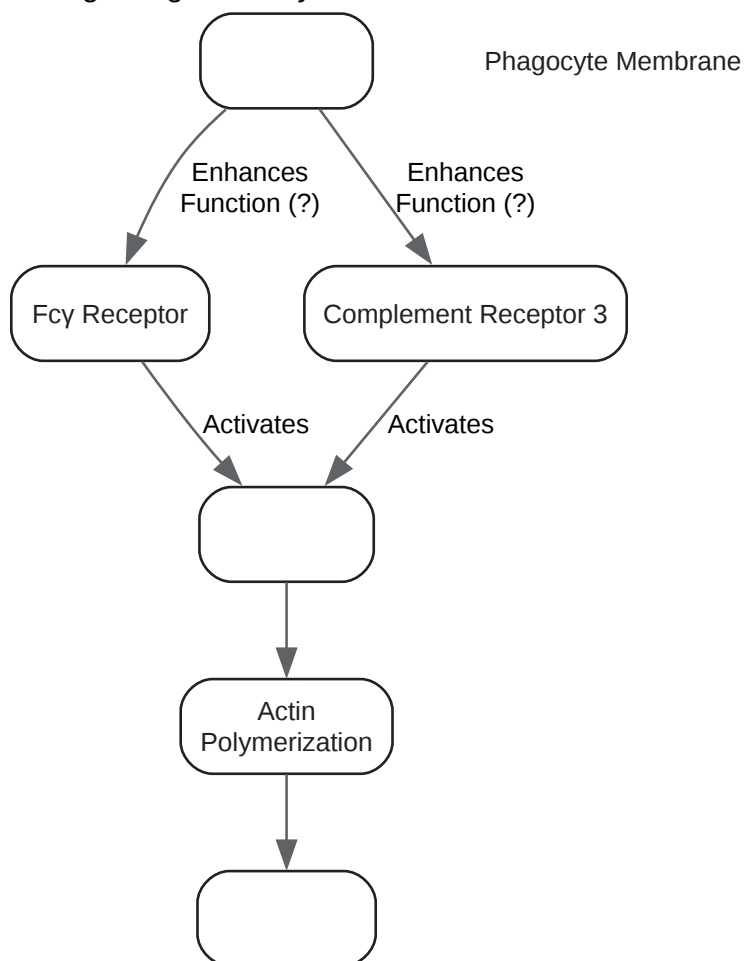 Phagocyte Membrane
Enhances
Function (?)
Enhances
Function (?)
Fcγ Receptor
Complement Receptor 3
Activates
Activates
Actin
Polymerization